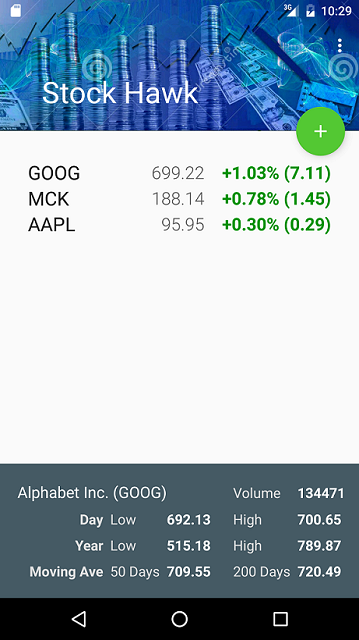 3G 10:29
Stock Hawk
+
GOOG 699.22 +1.03% (7.11)
MCK 188.14 +0.78% (1.45)
AAPL 95.95 +0.30% (0.29)
Alphabet Inc. (GOOG) Volume 134471
Day Low 692.13 High 700.65
Year Low 515.18 High 789.87
Moving Ave 50 Days 709.55 200 Days 720.49